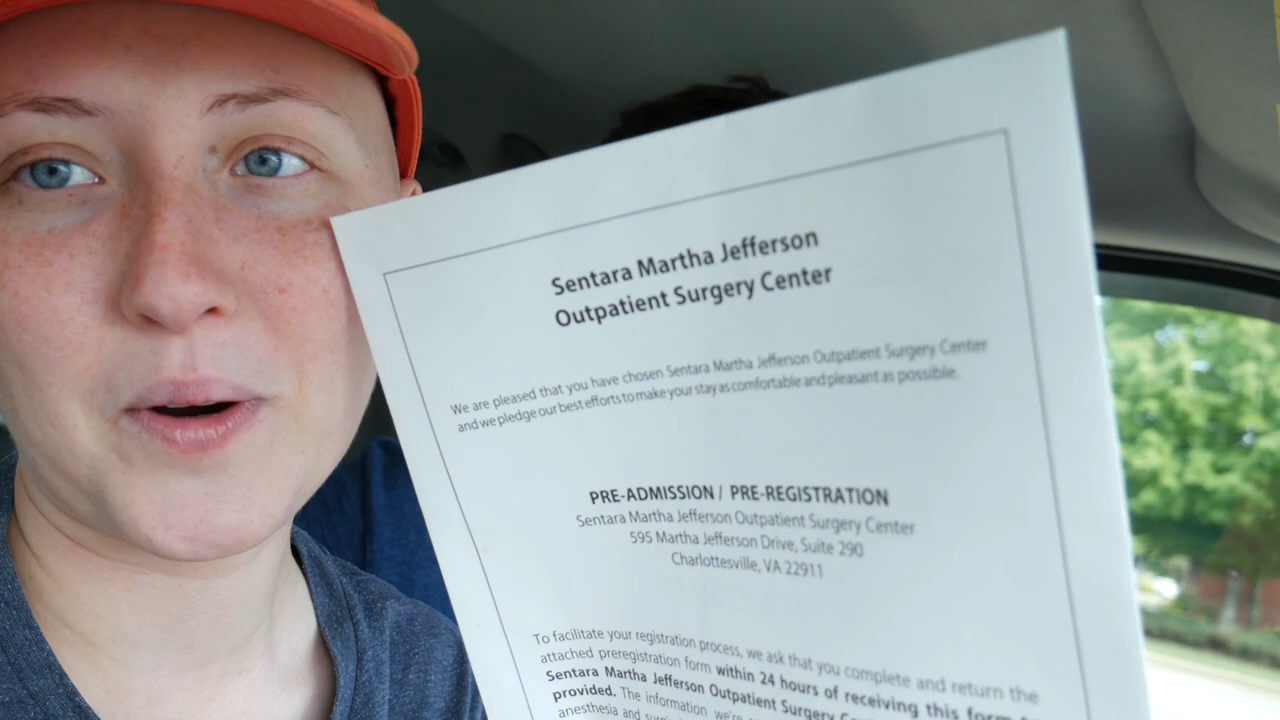 Sentara Martha Jefferson
Outpatient Surgery Center
We are pleased that you have chosen Sentara Martha Jefferson Outpatient Surgery Center
and we pledge our best efforts to make your stay as comfortable and pleasant as possible.
PRE-ADMISSION / PRE-REGISTRATION
Sentara Martha Jefferson Outpatient Surgery Center
595 Martha Jefferson Drive, Suite 290
Charlottesville, VA 22911
To facilitate your registration process, we ask that you complete and return the
attached preregistration form within 24 hours of receiving this form
Sentara Martha Jefferson Outpatient Surgery
provided. The information we're
anesthesia and